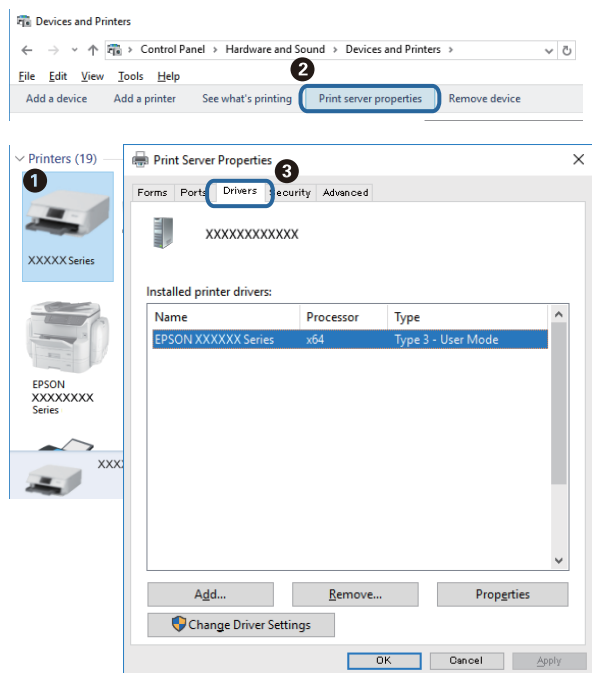 Devices and Printers
Control Panel > Hardware and Sound > Devices and Printers >
2
File Edit View Tools Help
Add a device Add a printer See what's printing Print server properties Remove device
Printers (19)
1
XXXXX Series
EPSON
XXXXXXXX
Series
XXX
Print Server Properties
3
Forms Ports Drivers Security Advanced
XXXXXXXXXXXX
Installed printer drivers:
Name Processor Type
EPSON XXXXXX Series x64 Type 3 - User Mode
Add... Remove... Properties
Change Driver Settings
OK Cancel Apply